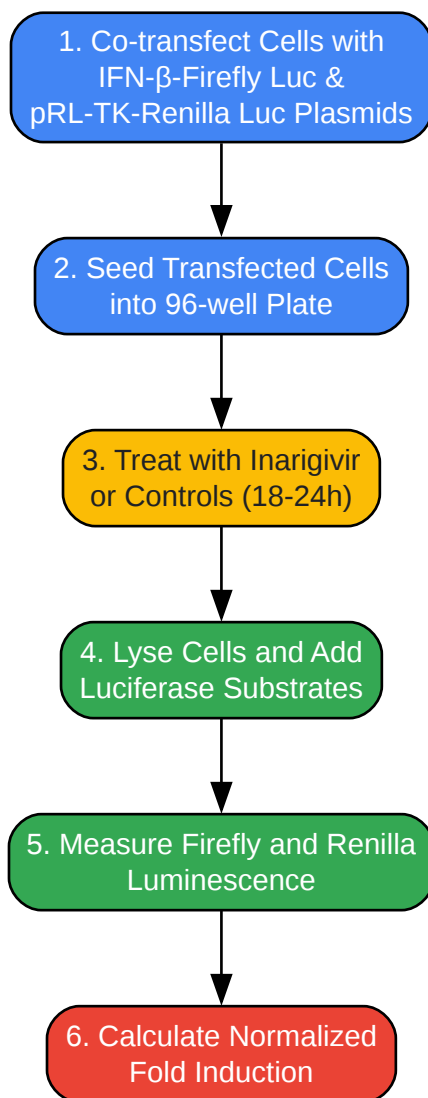 1. Co-transfect Cells with
IFN-β-Firefly Luc &
pRL-TK-Renilla Luc Plasmids
2. Seed Transfected Cells
into 96-well Plate
3. Treat with Inarigivir
or Controls (18-24h)
4. Lyse Cells and Add
Luciferase Substrates
5. Measure Firefly and Renilla
Luminescence
6. Calculate Normalized
Fold Induction